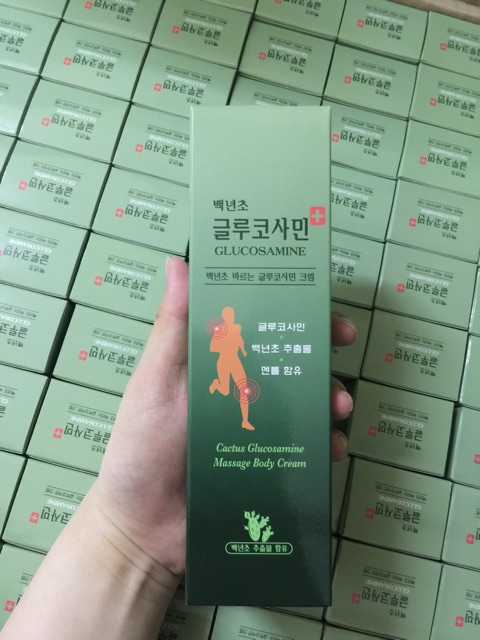 백년초
글루코사민
GLUCOSAMINE
백년초 바르는 글루코사민 크림
글루코사민
백년초 추출물
멘톨 함유
Cactus Glucosamine
Massage Body Cream
백년초 추출물 함유